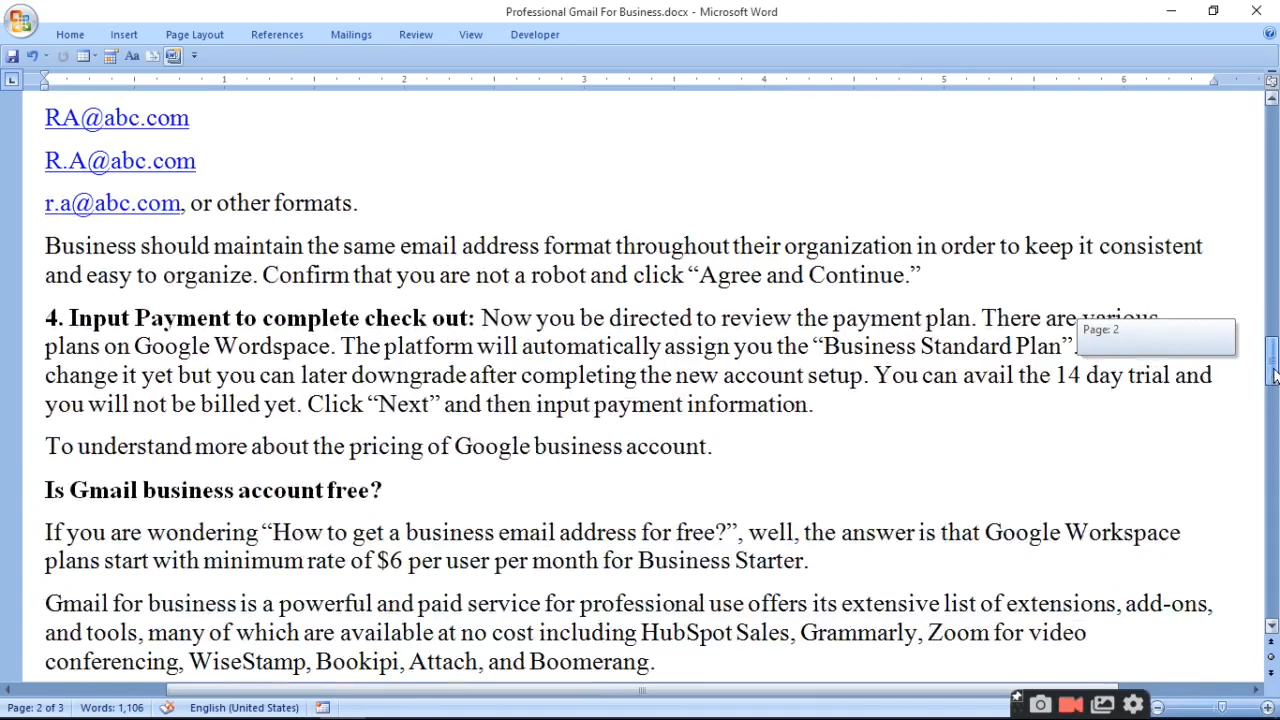 Professional Gmail For Business.docx - Microsoft Word
Home Insert Page Layout References Mailings Review View Developer
Aa
1 2 3 4 5 6
RA@abc.com
R.A@abc.com
r.a@abc.com, or other formats.
Business should maintain the same email address format throughout their organization in order to keep it consistent
and easy to organize. Confirm that you are not a robot and click “Agree and Continue.”
4. Input Payment to complete check out: Now you be directed to review the payment plan. There are various
plans on Google Wordspace. The platform will automatically assign you the “Business Standard Plan”.
Page: 2
change it yet but you can later downgrade after completing the new account setup. You can avail the 14 day trial and
you will not be billed yet. Click “Next” and then input payment information.
To understand more about the pricing of Google business account.
Is Gmail business account free?
If you are wondering “How to get a business email address for free?”, well, the answer is that Google Workspace
plans start with minimum rate of $6 per user per month for Business Starter.
Gmail for business is a powerful and paid service for professional use offers its extensive list of extensions, add-ons,
and tools, many of which are available at no cost including HubSpot Sales, Grammarly, Zoom for video
conferencing, WiseStamp, Bookipi, Attach, and Boomerang.
Page: 2 of 3 Words: 1,106 English (United States)